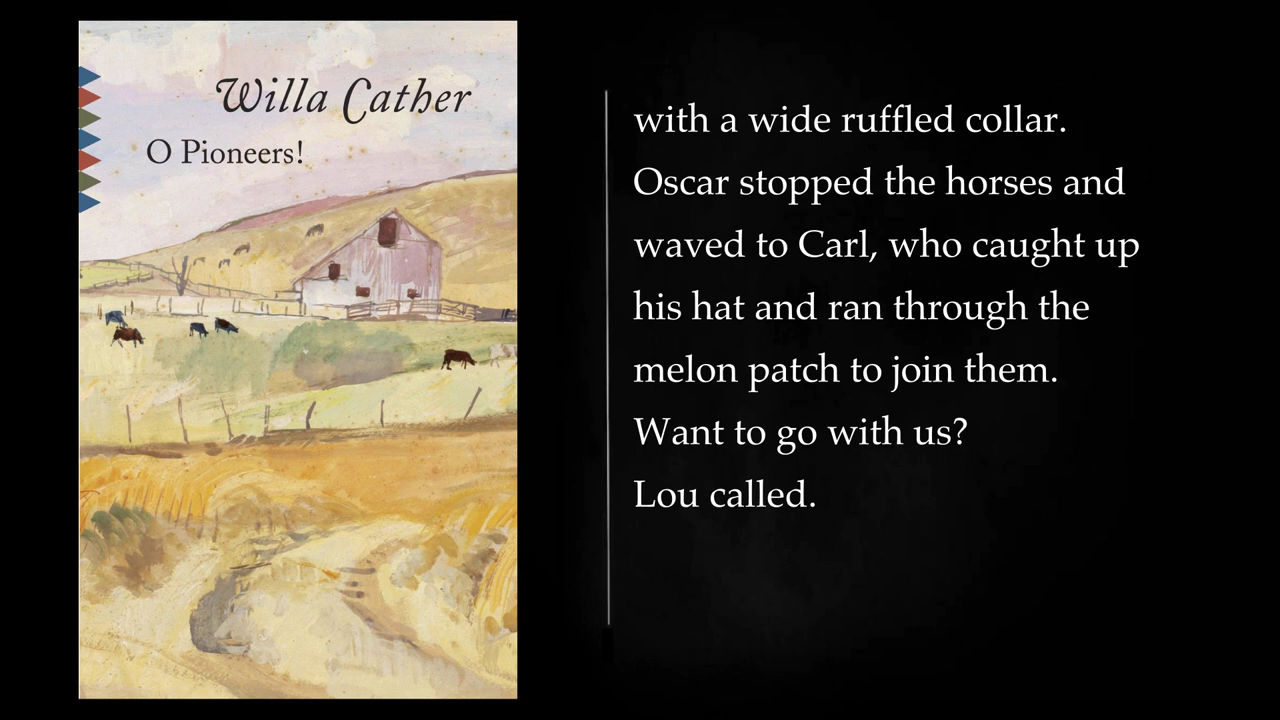 Willa Cather
O Pioneers!
with a wide ruffled collar.
Oscar stopped the horses and
waved to Carl, who caught up
his hat and ran through the
melon patch to join them.
Want to go with us?
Lou called.